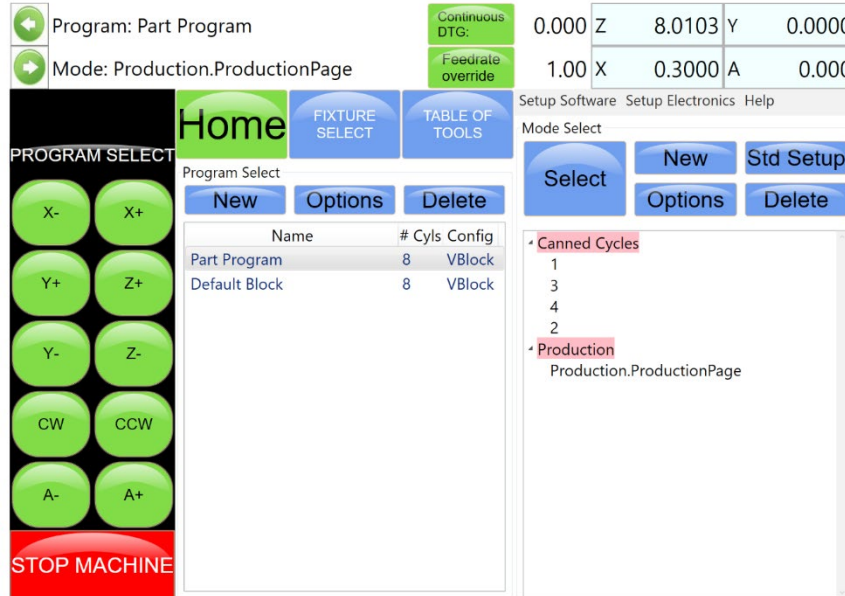 Program: Part Program
Continuous DTG:
0.000 Z 8.0103 Y 0.0000
Mode: Production.ProductionPage
Feedrate override
1.00 X 0.3000 A 0.000
PROGRAM SELECT
Home
FIXTURE SELECT
TABLE OF TOOLS
Setup Software Setup Electronics Help
Mode Select
Select
New
Std Setup
Options
Delete
Program Select
New
Options
Delete
Name # Cyls Config
Part Program 8 VBlock
Default Block 8 VBlock
Canned Cycles
1
3
4
2
Production
Production.ProductionPage
X- X+
Y+ Z+
Y- Z-
CW CCW
A- A+
STOP MACHINE